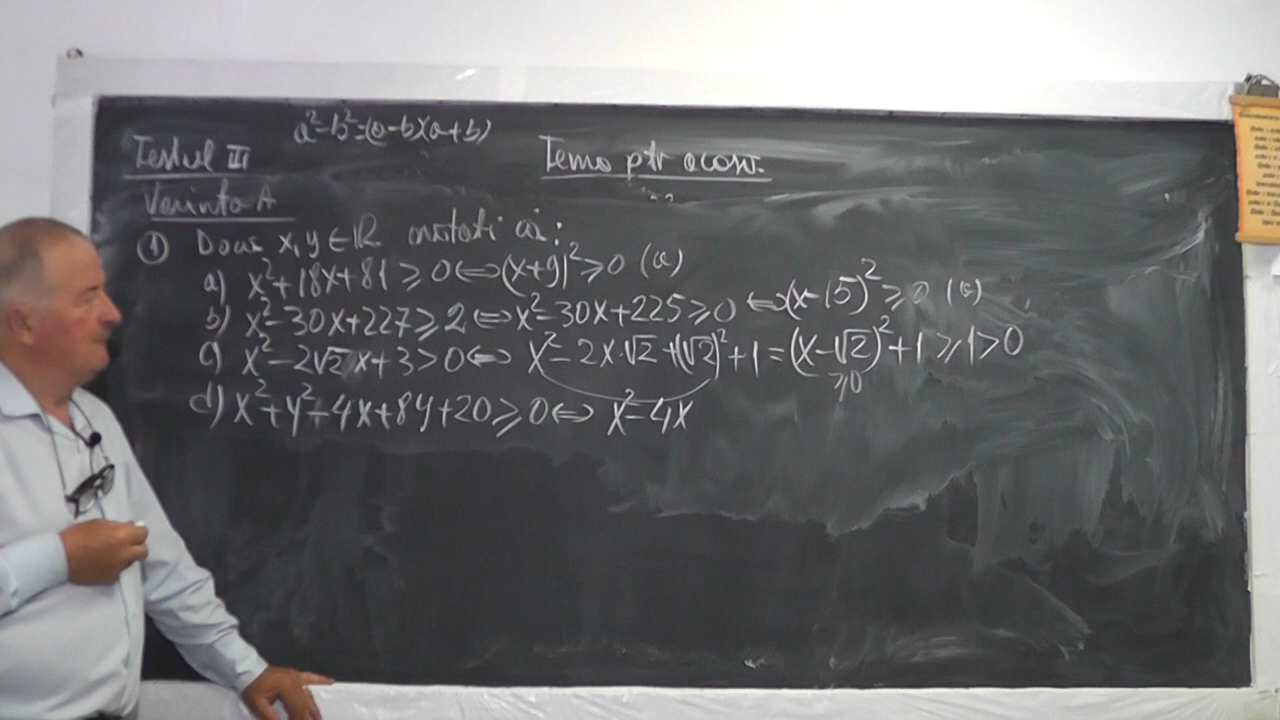 a²-b²=(a-b)(a+b)
Testul III
Tema ptr acasă.
Varianta A
① Dacă x,y∈ℝ arătați că:
a) x²+18x+81≥0⇔(x+9)²≥0 (a)
b) x²-30x+227≥2⇔x²-30x+225≥0 ⇔(x-15)²≥0 (a)
c) x²-2√2x+3>0⇔ x²-2x·√2+(√2)²+1=(x-√2)²+1≥1>0
≥0
d) x²+y²-4x+8y+20≥0⇔ x²-4x